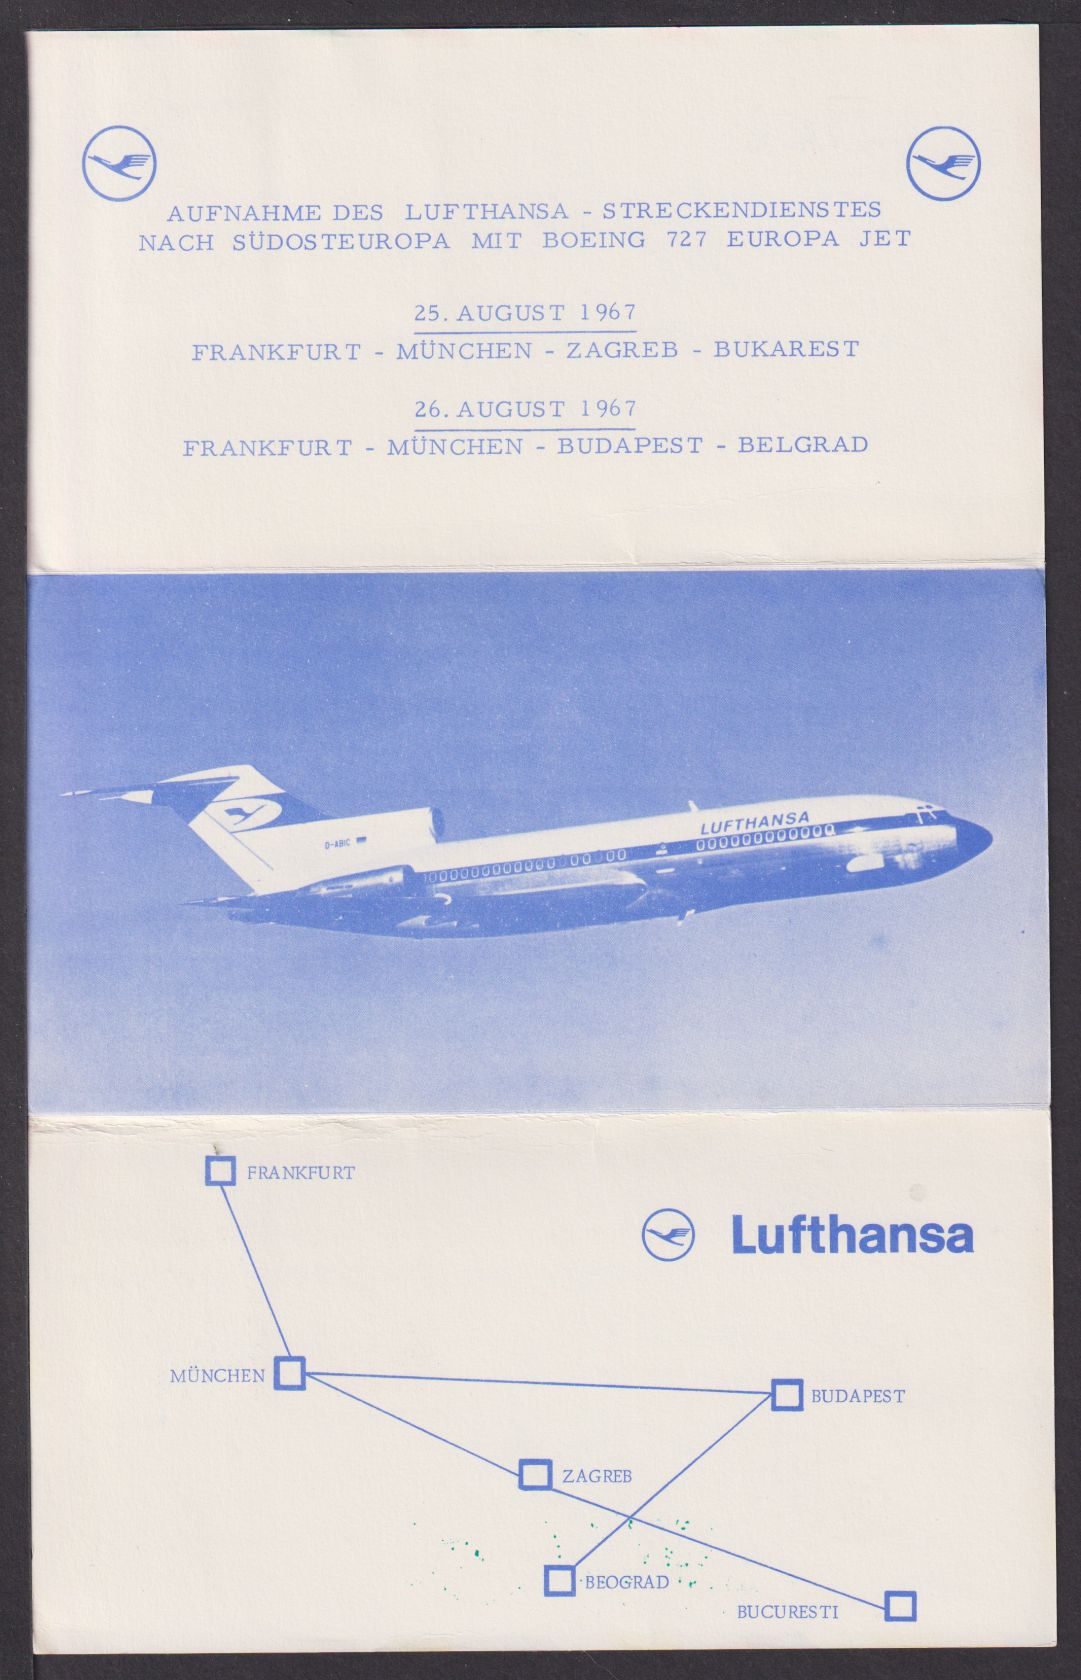 AUFNAHME DES LUFTHANSA - STRECKENDIENSTES
NACH SÜDOSTEUROPA MIT BOEING 727 EUROPA JET
25. AUGUST 1967
FRANKFURT - MÜNCHEN - ZAGREB - BUKAREST
26. AUGUST 1967
FRANKFURT - MÜNCHEN - BUDAPEST - BELGRAD
LUFTHANSA
D-ABIC
FRANKFURT
Lufthansa
MÜNCHEN
BUDAPEST
ZAGREB
BEOGRAD
BUCURESTI